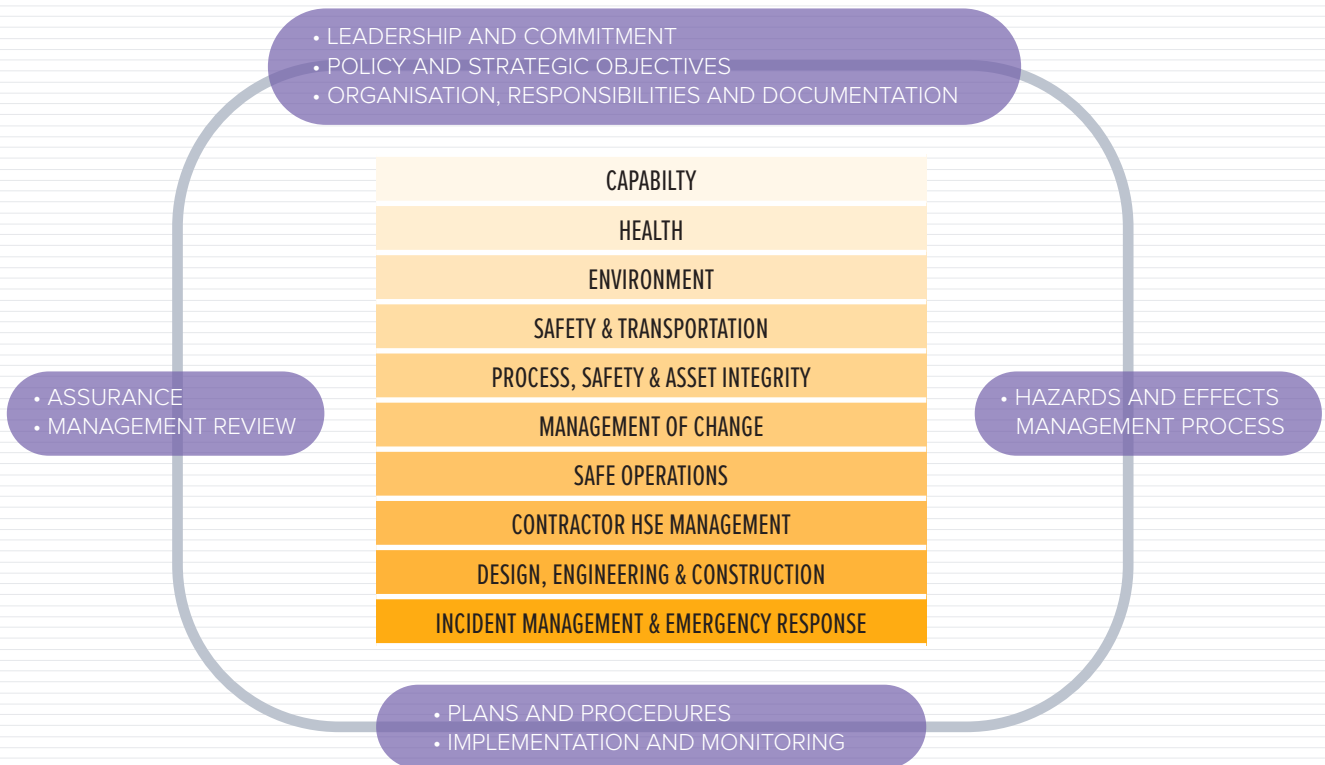 • LEADERSHIP AND COMMITMENT
• POLICY AND STRATEGIC OBJECTIVES
• ORGANISATION, RESPONSIBILITIES AND DOCUMENTATION
CAPABILTY
HEALTH
ENVIRONMENT
SAFETY & TRANSPORTATION
PROCESS, SAFETY & ASSET INTEGRITY
MANAGEMENT OF CHANGE
SAFE OPERATIONS
CONTRACTOR HSE MANAGEMENT
DESIGN, ENGINEERING & CONSTRUCTION
INCIDENT MANAGEMENT & EMERGENCY RESPONSE
• ASSURANCE
• MANAGEMENT REVIEW
• HAZARDS AND EFFECTS
MANAGEMENT PROCESS
• PLANS AND PROCEDURES
• IMPLEMENTATION AND MONITORING